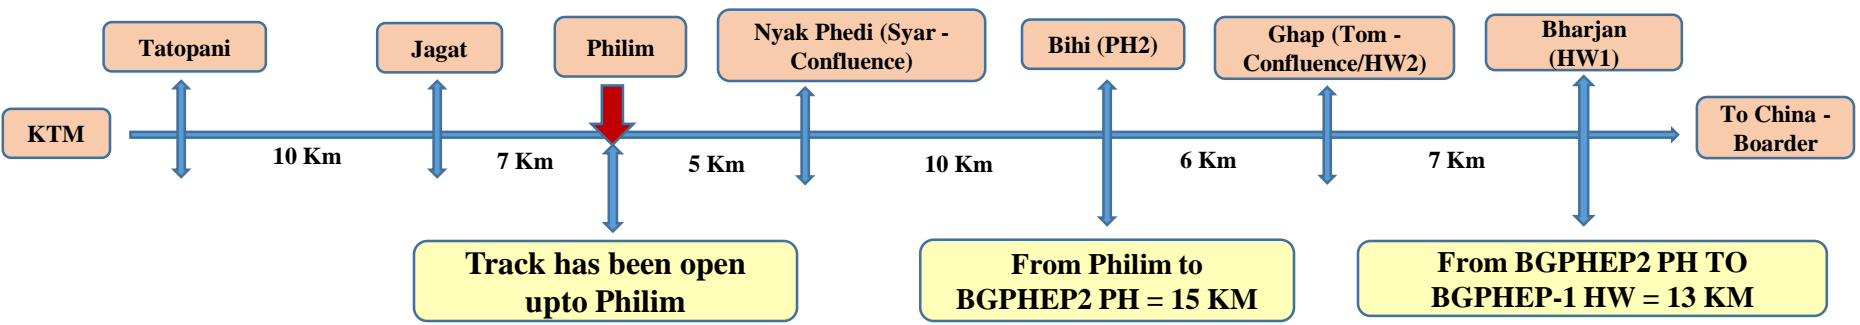 Tatopani
Jagat
Philim
Nyak Phedi (Syar -
Confluence)
Bihi (PH2)
Ghap (Tom -
Confluence/HW2)
Bharjan
(HW1)
KTM
To China -
Boarder
10 Km
7 Km
5 Km
10 Km
6 Km
7 Km
Track has been open
upto Philim
From Philim to
BGPHEP2 PH = 15 KM
From BGPHEP2 PH TO
BGPHEP-1 HW = 13 KM